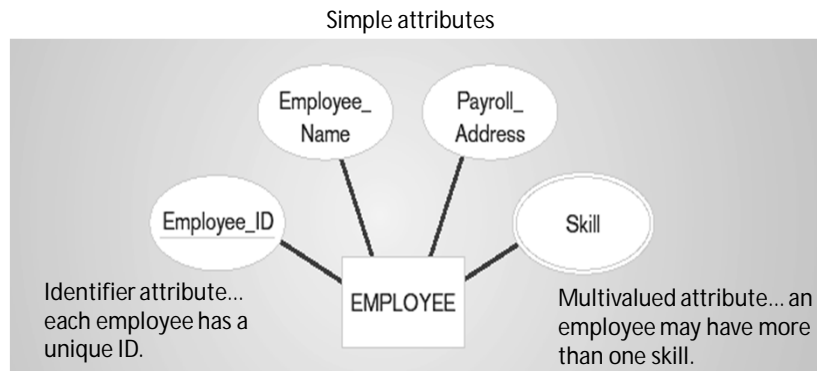 Simple attributes
Employee_
Name
Payroll_
Address
Employee_ID
Skill
EMPLOYEE
Identifier attribute...
each employee has a
unique ID.
Multivalued attribute... an
employee may have more
than one skill.